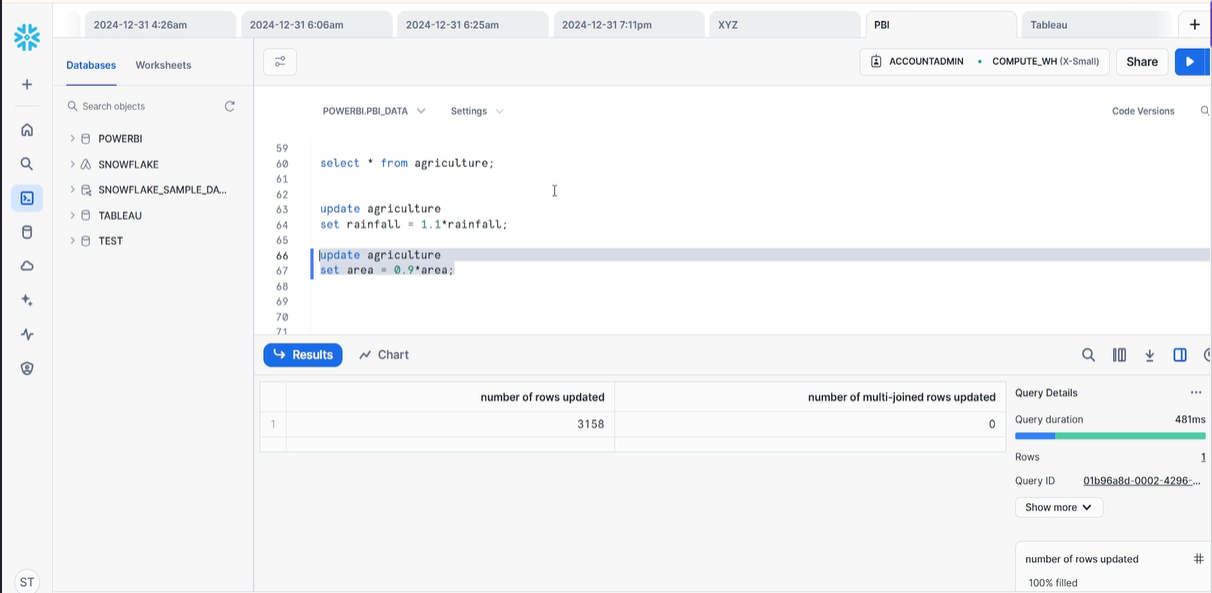 2024-12-31 4:26am
2024-12-31 6:06am
2024-12-31 6:25am
2024-12-31 7:11pm
XYZ
PBI
Tableau
+
Databases
Worksheets
ACCOUNTADMIN • COMPUTE_WH (X-Small)
Share
Search objects
POWERBI
SNOWFLAKE
SNOWFLAKE_SAMPLE_DA...
TABLEAU
TEST
POWERBI.PBI_DATA
Settings
Code Versions
59
60 select * from agriculture;
61
62
63 update agriculture
64 set rainfall = 1.1*rainfall;
65
66 update agriculture
67 set area = 0.9*area;
68
69
70
71
Results
Chart
number of rows updated
number of multi-joined rows updated
1 3158 0
Query Details
...
Query duration 481ms
Rows 1
Query ID 01b96a8d-0002-4296-...
Show more
number of rows updated #
100% filled
ST